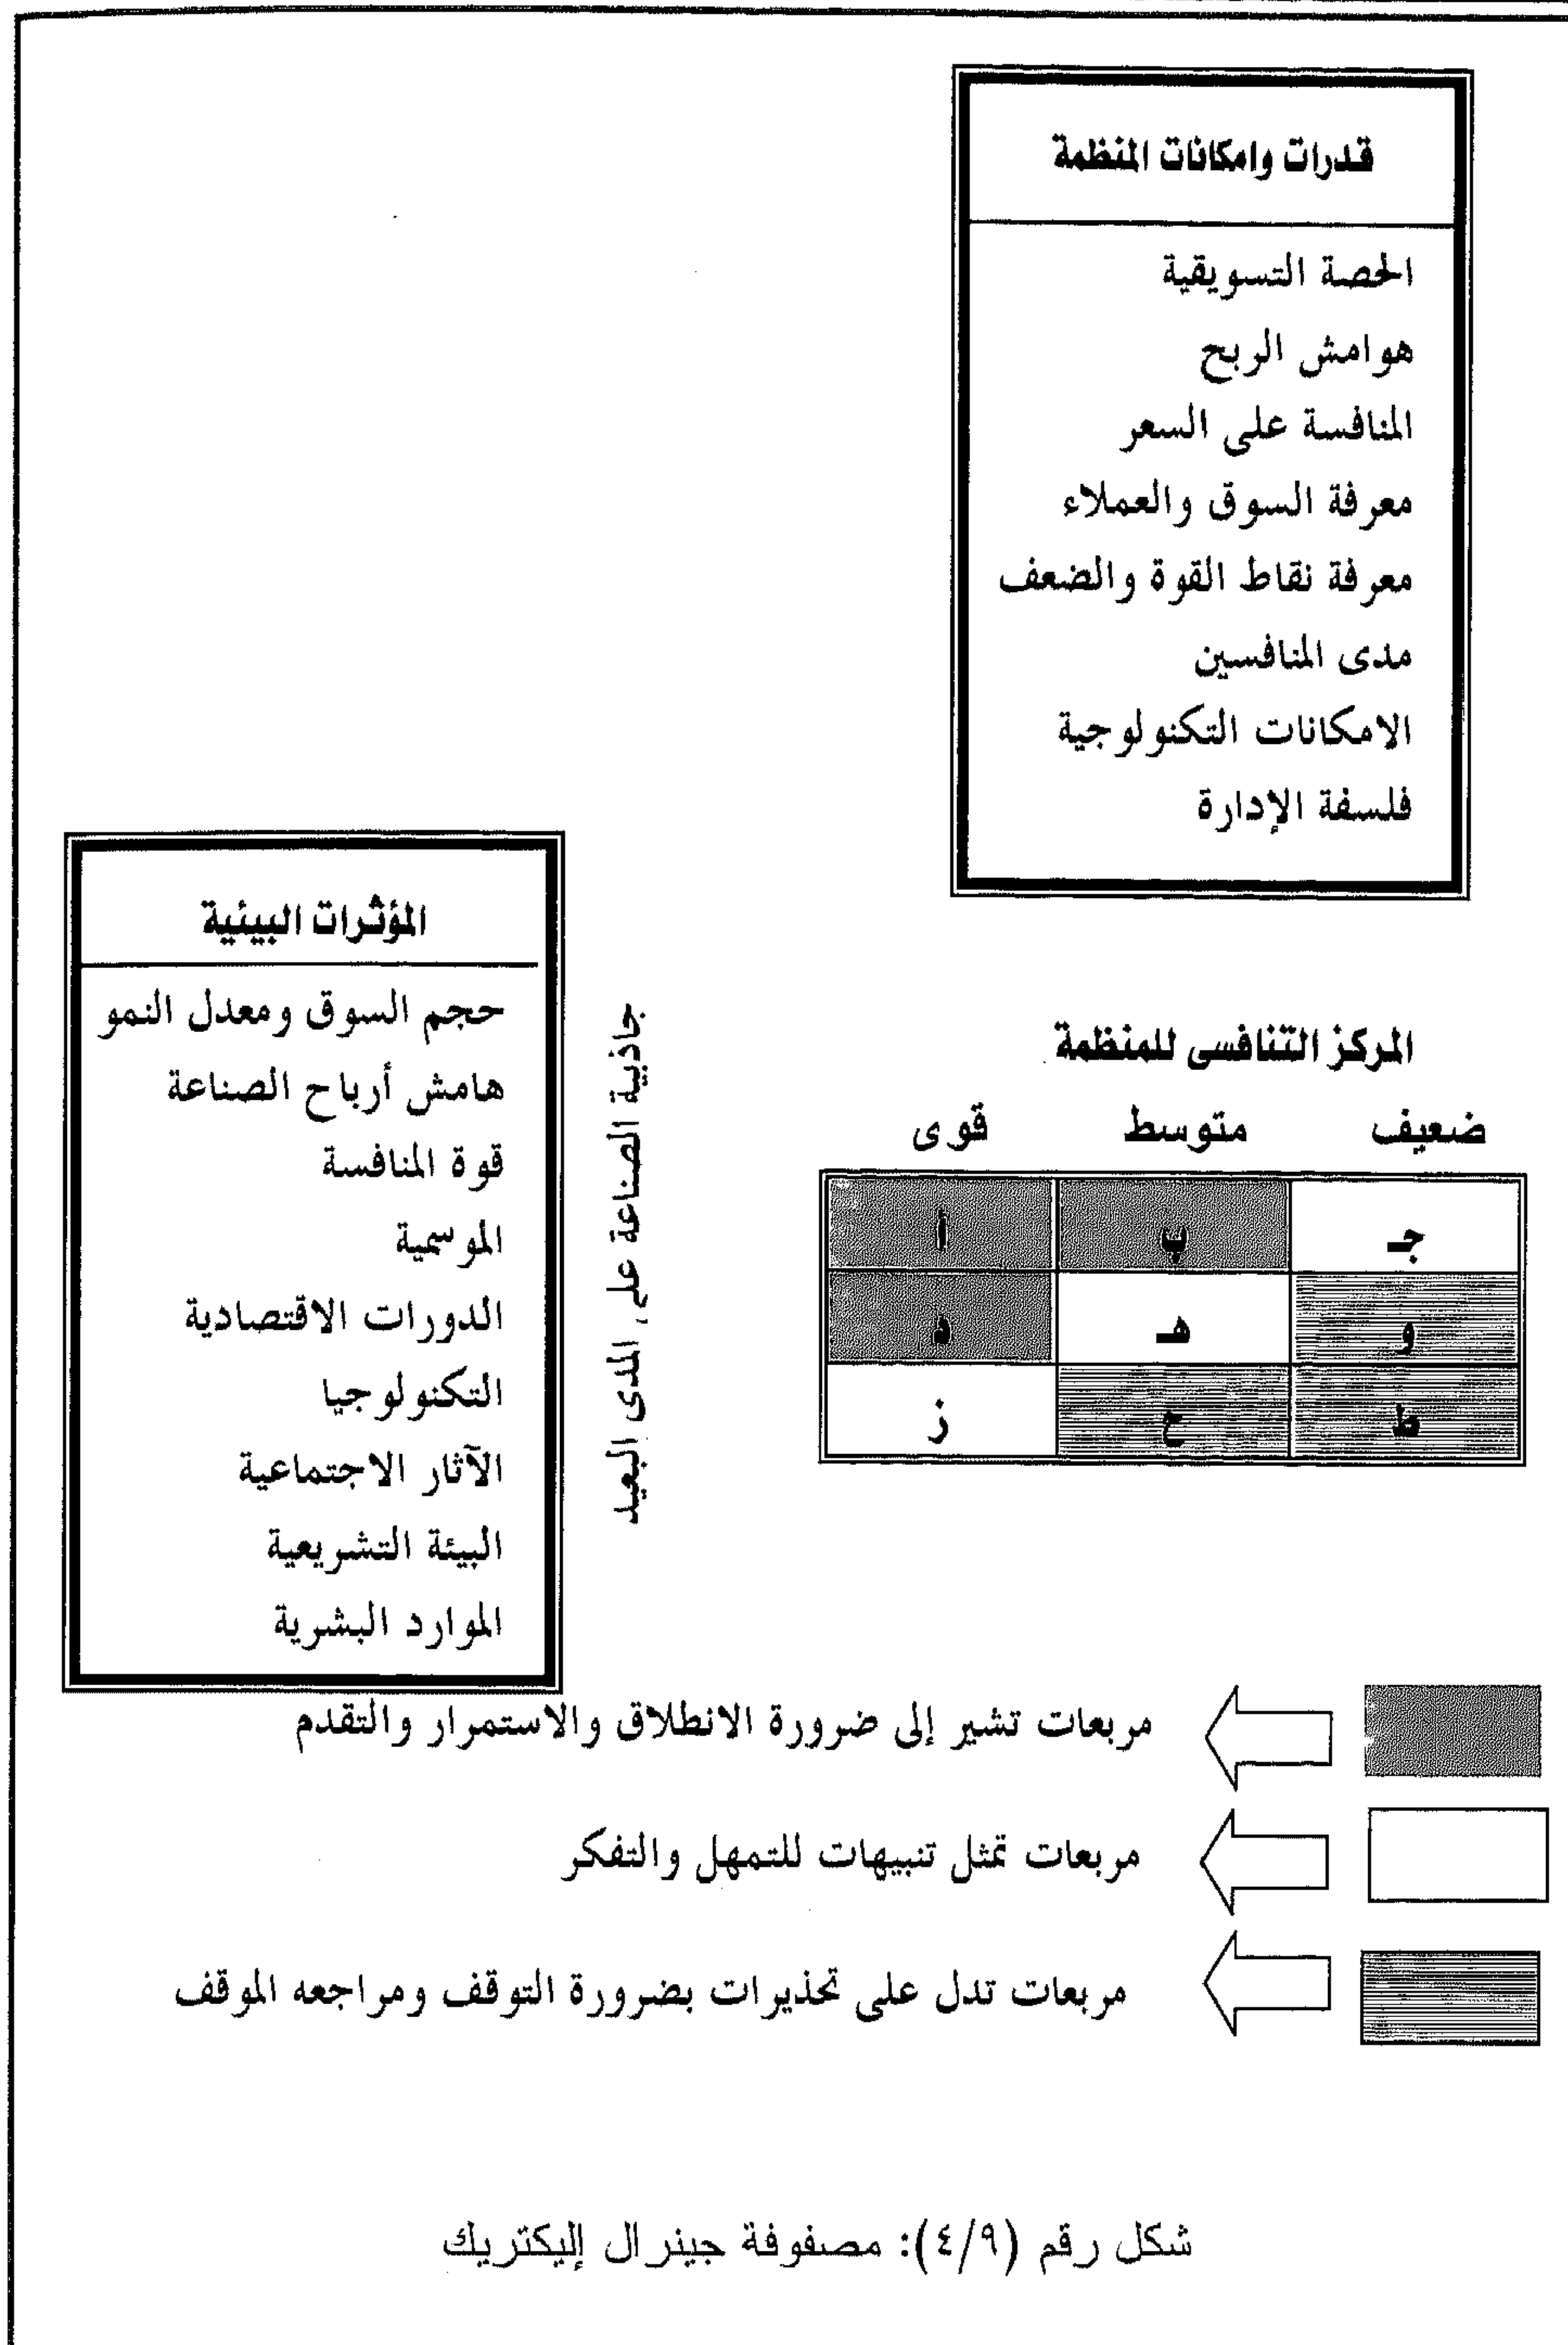 قدرات وامكانات المنظمة
الحصة التسويقية
هوامش الربح
المنافسة على السعر
معرفة السوق والعملاء
معرفة نقاط القوة والضعف
مدى المنافسين
الامكانات التكنولوجية
فلسفة الإدارة
المؤثرات البيئية
حجم السوق ومعدل النمو
هامش أرباح الصناعة
قوة المنافسة
الموسمية
الدورات الاقتصادية
التكنولوجيا
الآثار الاجتماعية
البيئة التشريعية
الموارد البشرية
جاذبية الصناعة على المدى البعيد
المركز التنافسى للمنظمة
ضعيف متوسط قوى
جـ ب أ
و هـ د
ط ح ز
مربعات تشير إلى ضرورة الانطلاق والاستمرار والتقدم
مربعات تمثل تنبيهات للتمهل والتفكر
مربعات تدل على تحذيرات بضرورة التوقف ومراجعه الموقف
شكل رقم (٤/٩): مصفوفة جينرال إليكتريك